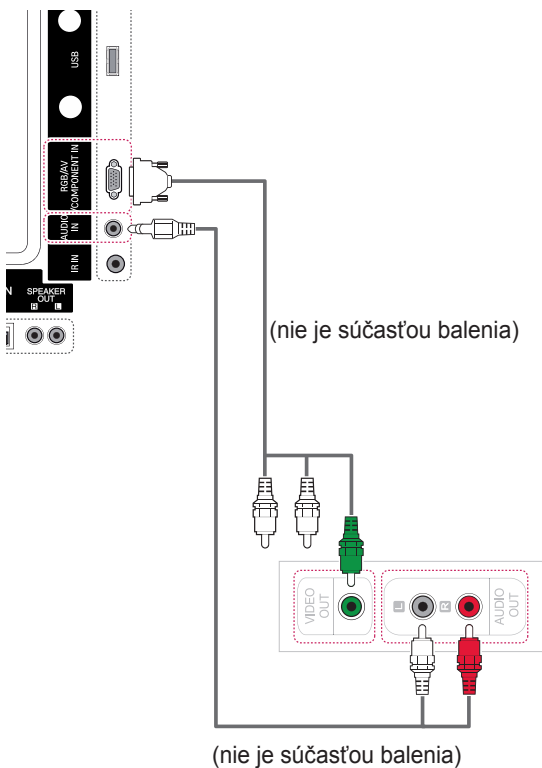 USB
RGB/AV
/COMPONENT IN
AUDIO
IN
IR IN
N
SPEAKER
OUT
R L
(nie je súčasťou balenia)
VIDEO
OUT
L R
AUDIO
OUT
(nie je súčasťou balenia)